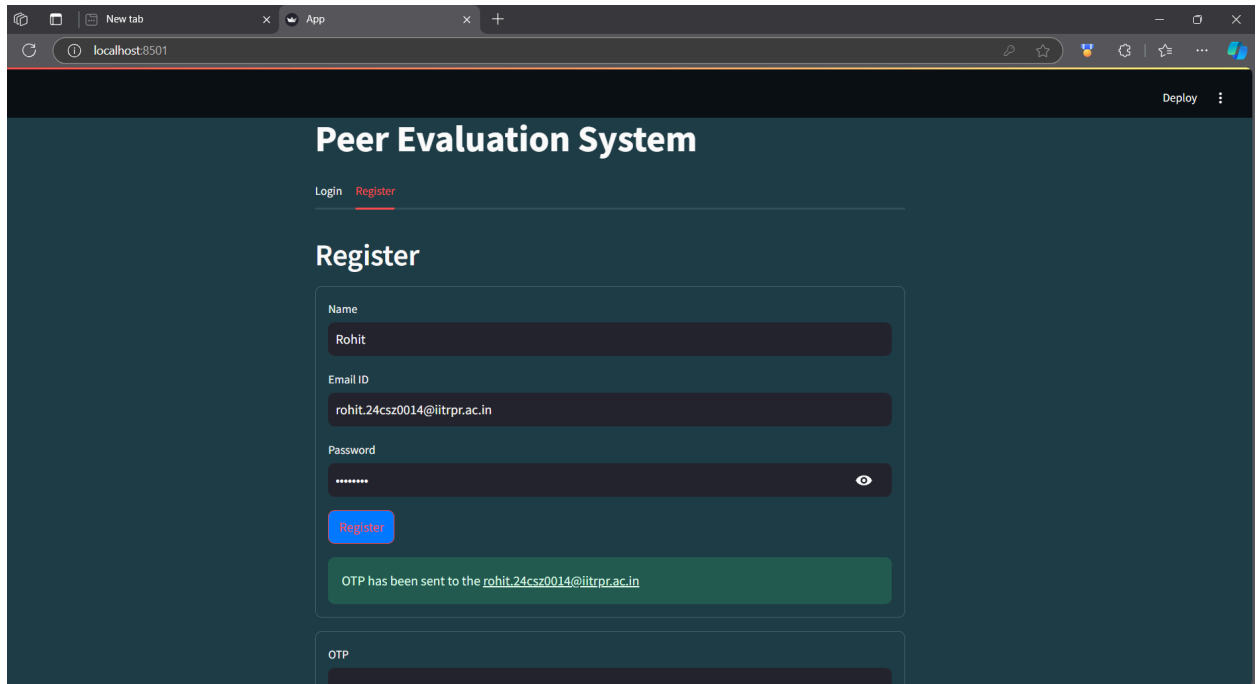 New tab
App
localhost:8501
Deploy
Peer Evaluation System
Login Register
Register
Name
Rohit
Email ID
rohit.24csz0014@iitrpr.ac.in
Password
••••••••
Register
OTP has been sent to the rohit.24csz0014@iitrpr.ac.in
OTP